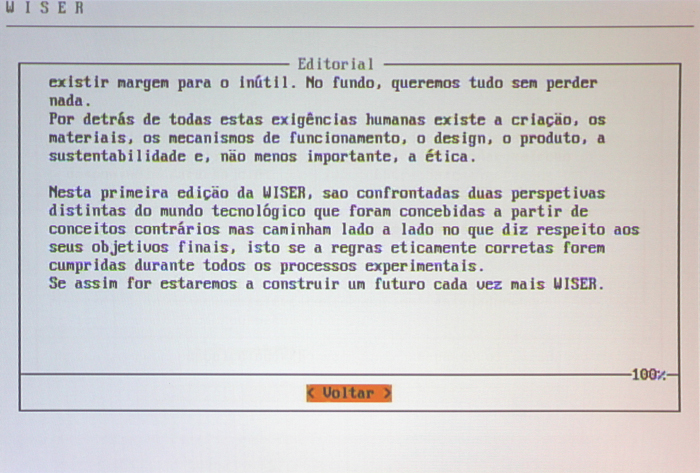 W I S E R
Editorial
existir margem para o inútil. No fundo, queremos tudo sem perder
nada.
Por detrás de todas estas exigências humanas existe a criação, os
materiais, os mecanismos de funcionamento, o design, o produto, a
sustentabilidade e, não menos importante, a ética.
Nesta primeira edição da WISER, sao confrontadas duas perspetivas
distintas do mundo tecnológico que foram concebidas a partir de
conceitos contrários mas caminham lado a lado no que diz respeito aos
seus objetivos finais, isto se a regras eticamente corretas forem
cumpridas durante todos os processos experimentais.
Se assim for estaremos a construir um futuro cada vez mais WISER.
100%
< Voltar >